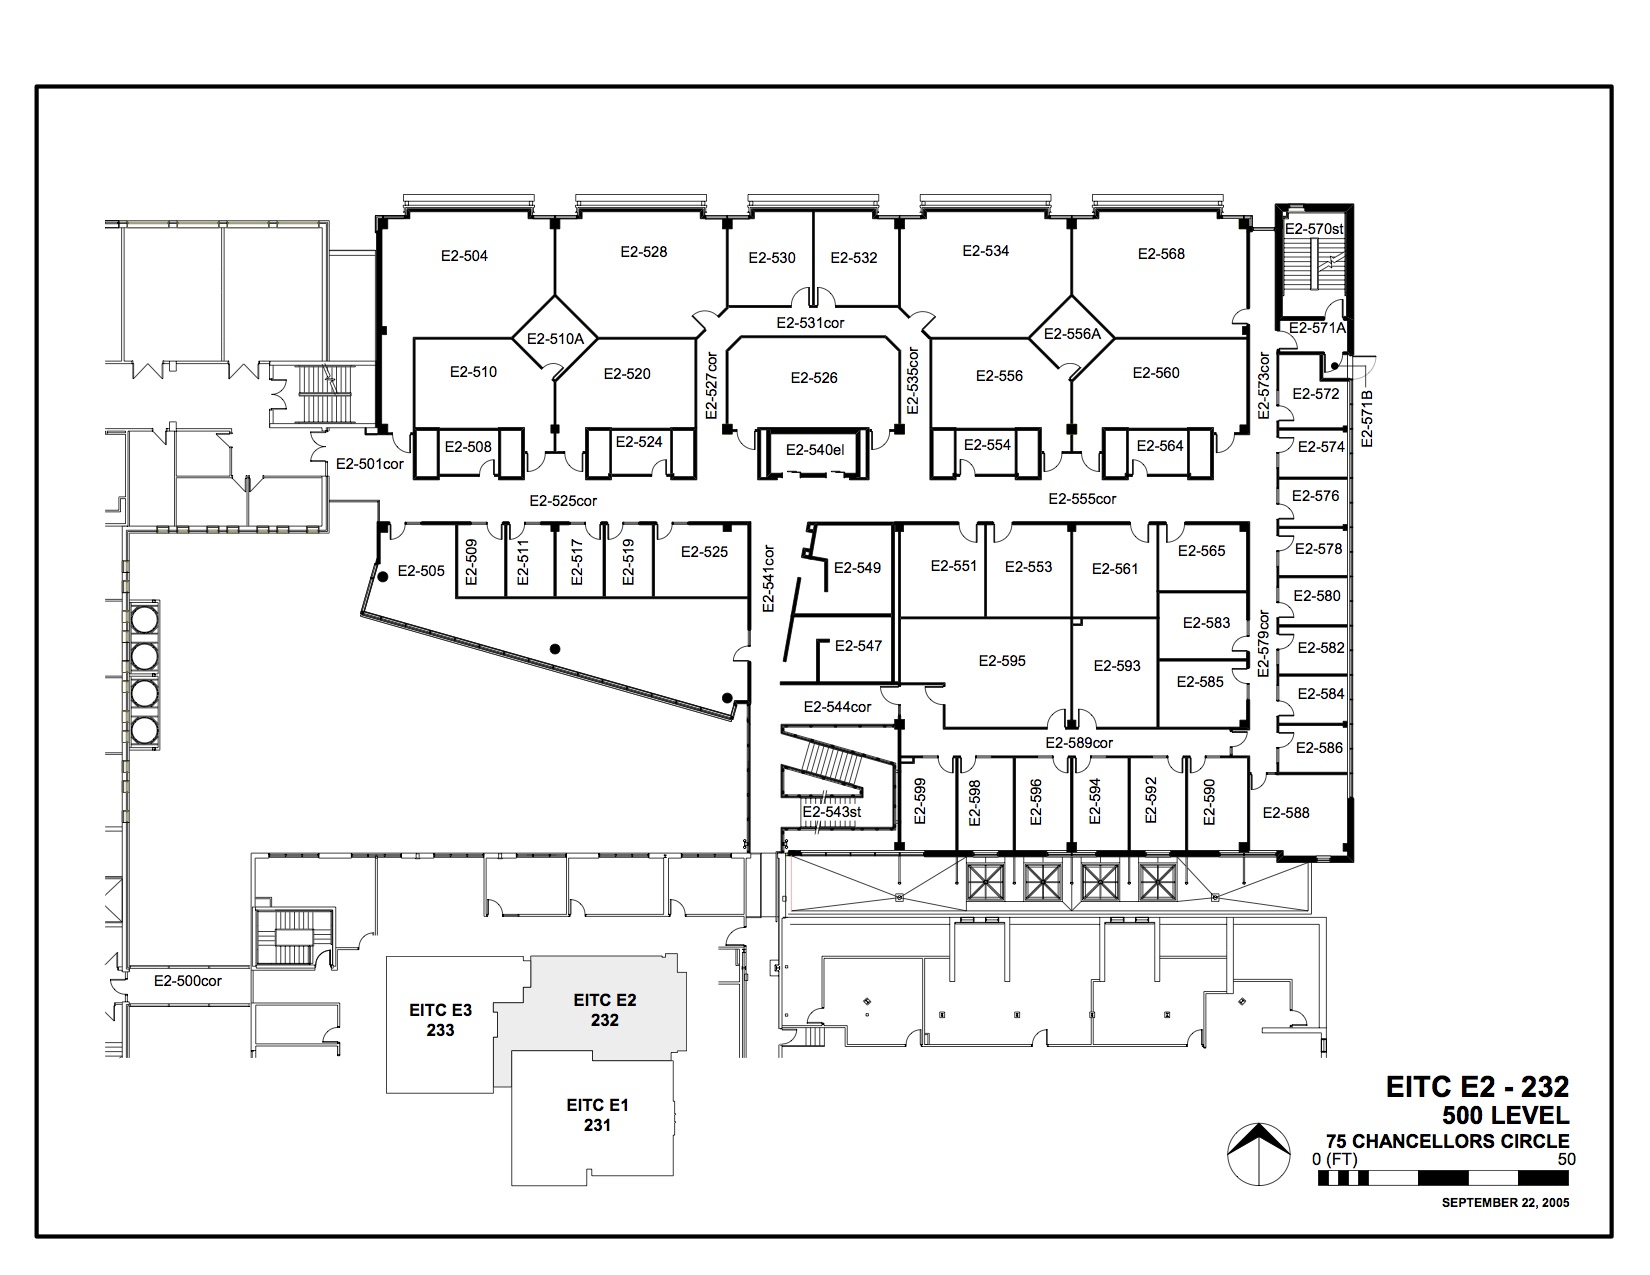 E2-570st
E2-504
E2-528
E2-530
E2-532
E2-534
E2-568
E2-531cor
E2-571A
E2-510A
E2-556A
E2-510
E2-520
E2-527cor
E2-526
E2-535cor
E2-556
E2-560
E2-573cor
E2-572
E2-571B
E2-508
E2-524
E2-540el
E2-554
E2-564
E2-574
E2-501cor
E2-525cor
E2-555cor
E2-576
E2-505
E2-509
E2-511
E2-517
E2-519
E2-525
E2-541cor
E2-549
E2-551
E2-553
E2-561
E2-565
E2-578
E2-580
E2-583
E2-579cor
E2-547
E2-595
E2-593
E2-582
E2-585
E2-584
E2-544cor
E2-589cor
E2-586
E2-543st
E2-599
E2-598
E2-596
E2-594
E2-592
E2-590
E2-588
E2-500cor
EITC E3
233
EITC E2
232
EITC E1
231
EITC E2 - 232
500 LEVEL
75 CHANCELLORS CIRCLE
0 (FT) 50
SEPTEMBER 22, 2005